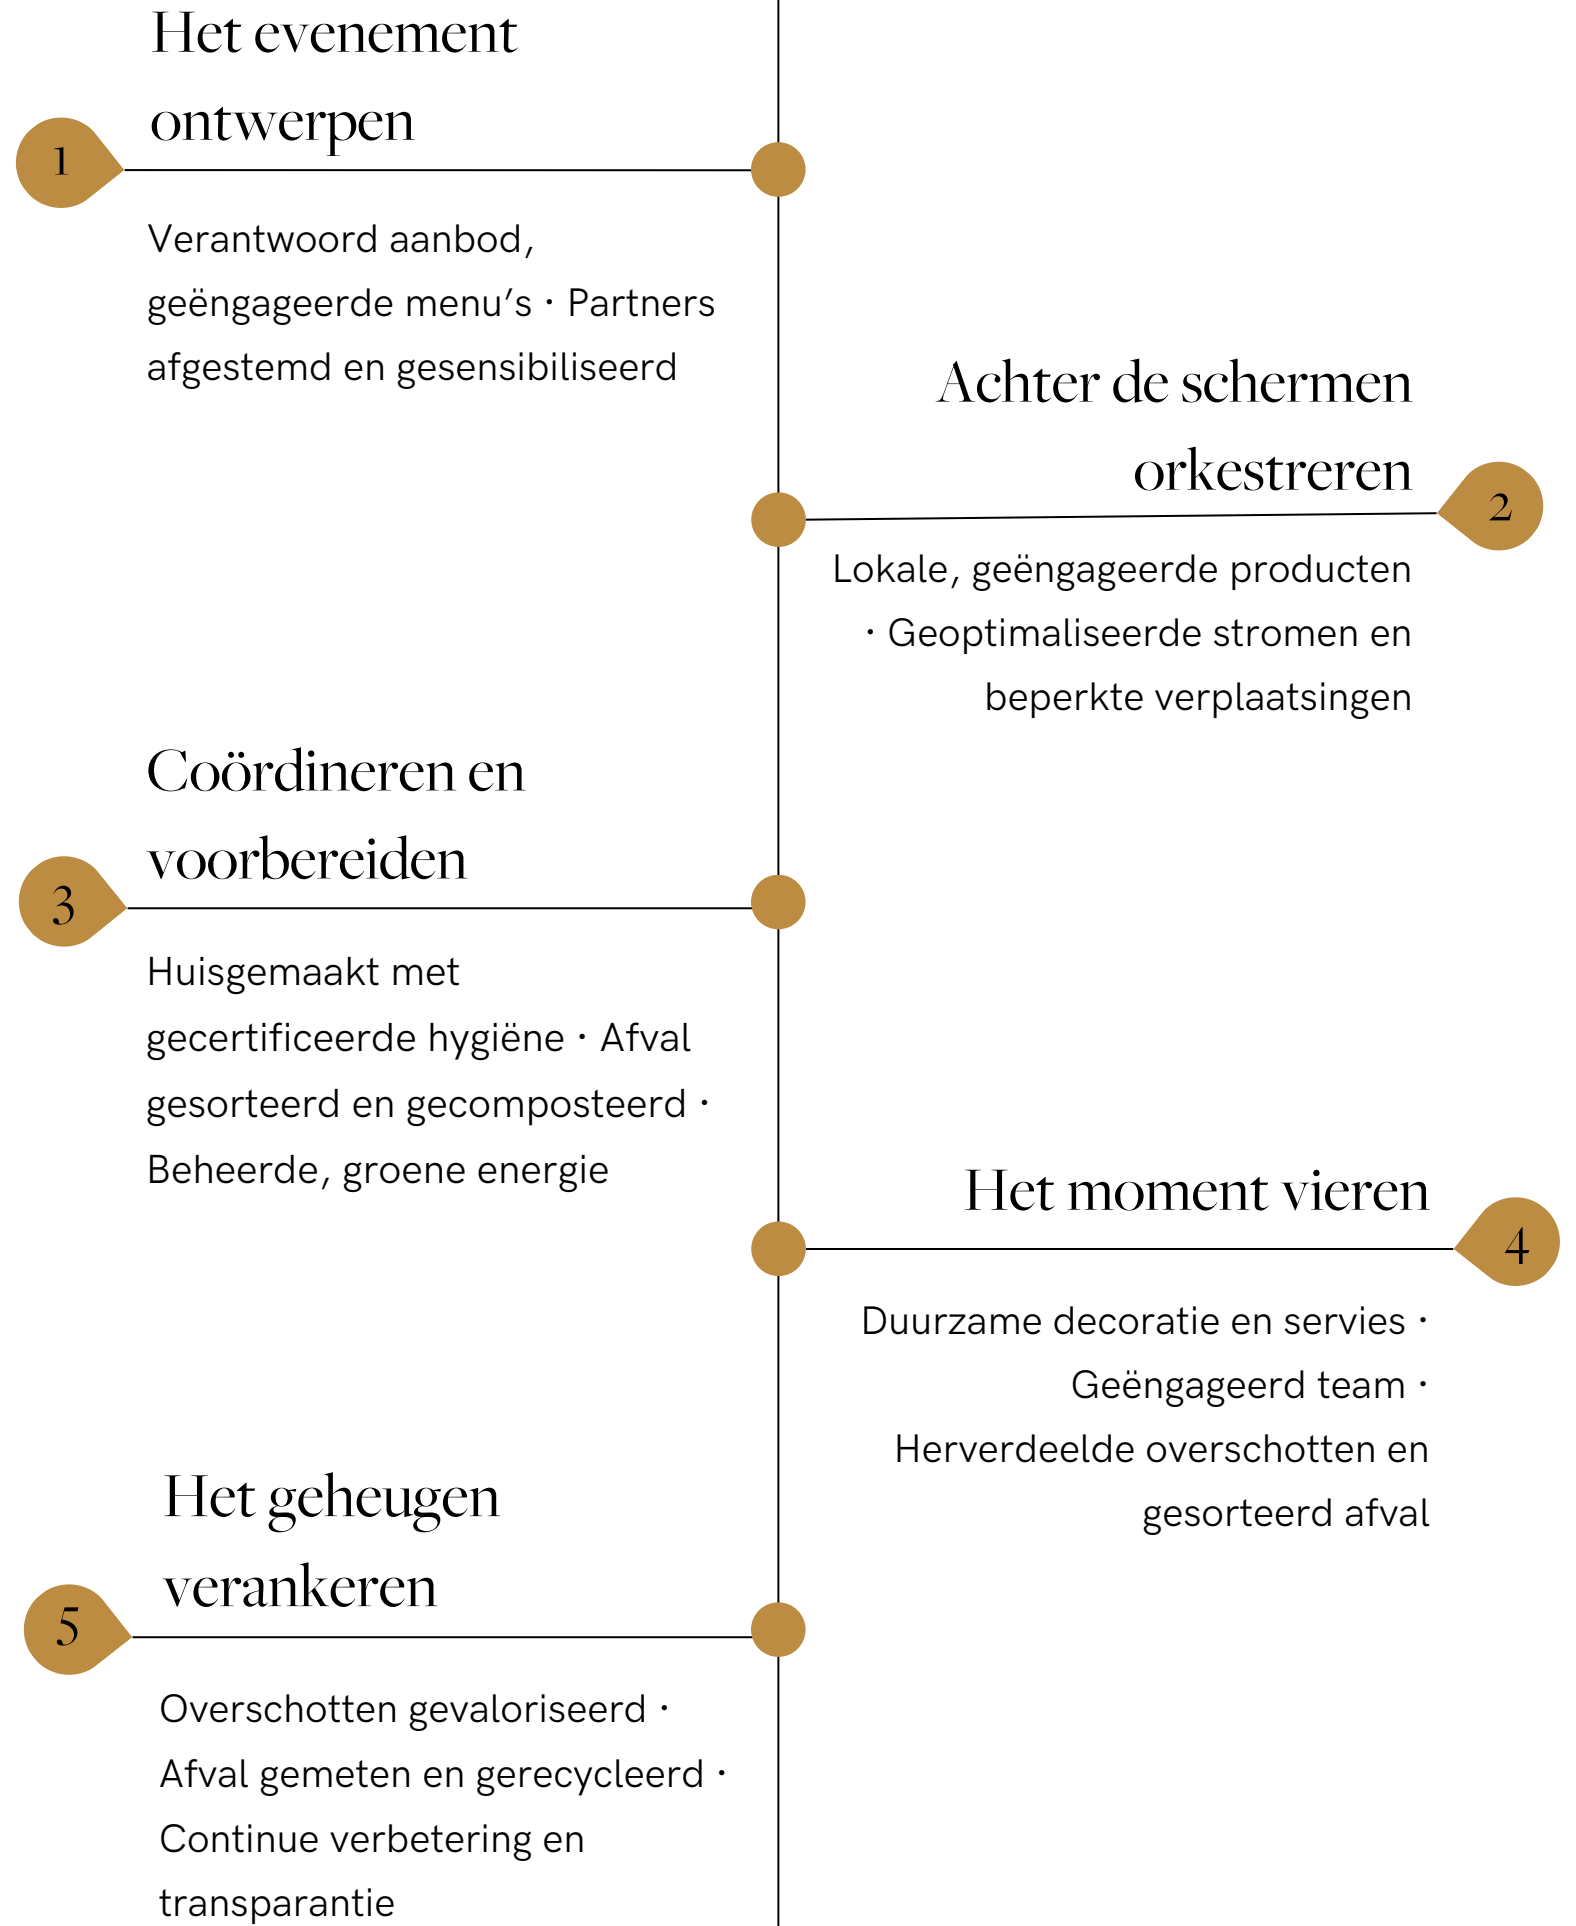 Het evenement
ontwerpen
1
Verantwoord aanbod,
geëngageerde menu’s · Partners
afgestemd en gesensibiliseerd
Achter de schermen
orkestreren
2
Lokale, geëngageerde producten
· Geoptimaliseerde stromen en
beperkte verplaatsingen
Coördineren en
voorbereiden
3
Huisgemaakt met
gecertificeerde hygiëne · Afval
gesorteerd en gecomposteerd ·
Beheerde, groene energie
Het moment vieren
4
Duurzame decoratie en servies ·
Geëngageerd team ·
Herverdeelde overschotten en
gesorteerd afval
Het geheugen
verankeren
5
Overschotten gevaloriseerd ·
Afval gemeten en gerecycleerd ·
Continue verbetering en
transparantie